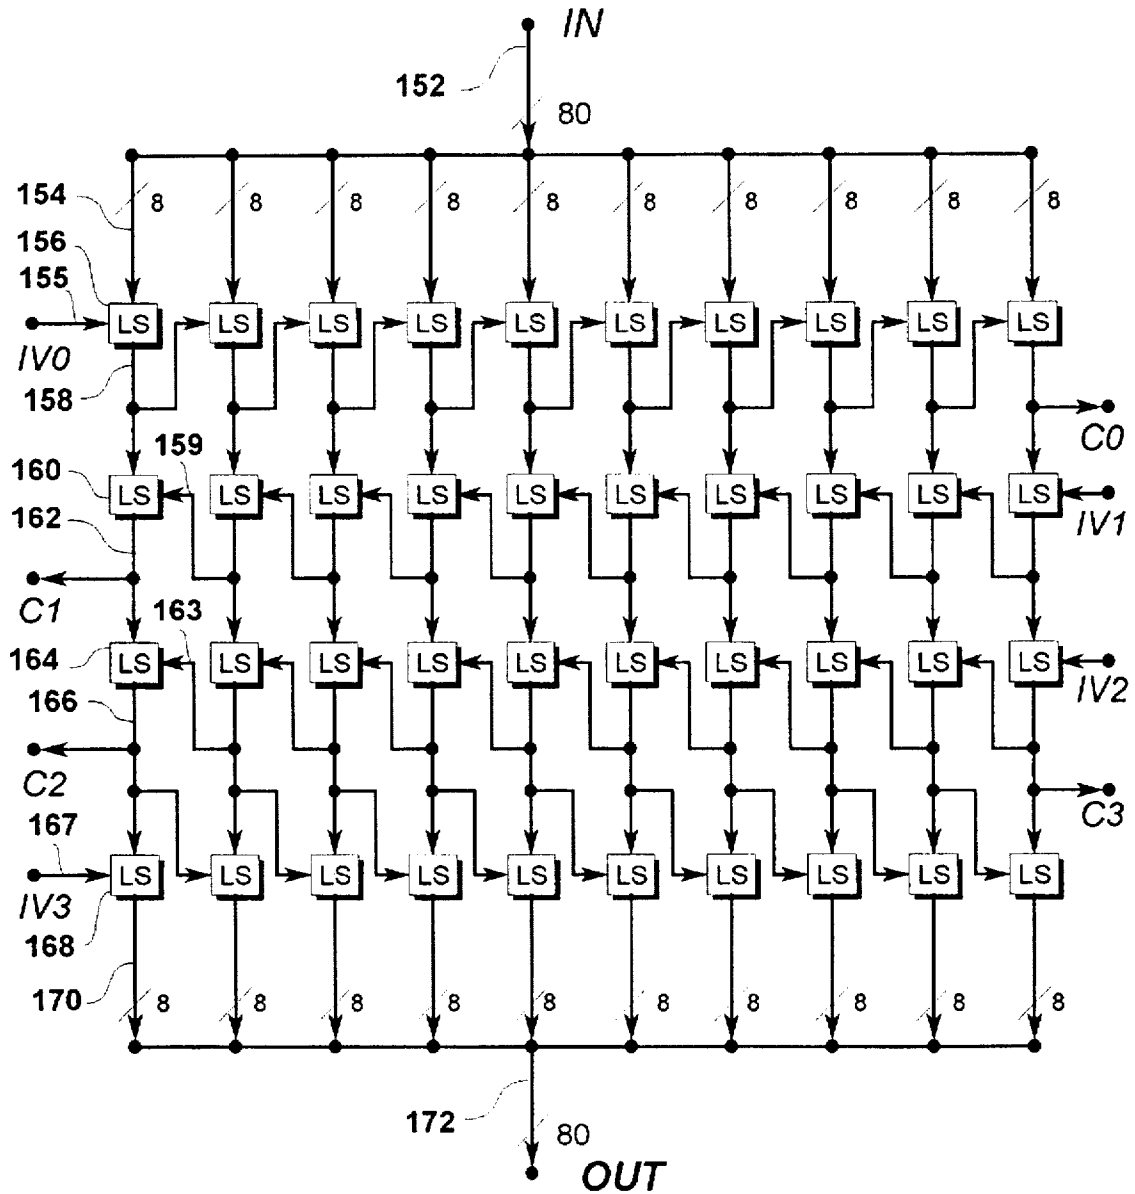 IN
152
80
154 8 8 8 8 8 8 8 8 8 8
156
155
LS LS LS LS LS LS LS LS LS LS
IV0
158
C0
159
160
LS LS LS LS LS LS LS LS LS LS
IV1
162
C1
163
164
LS LS LS LS LS LS LS LS LS LS
IV2
166
C2
C3
167
LS LS LS LS LS LS LS LS LS LS
IV3
168
170 8 8 8 8 8 8 8 8 8 8
172
80
OUT